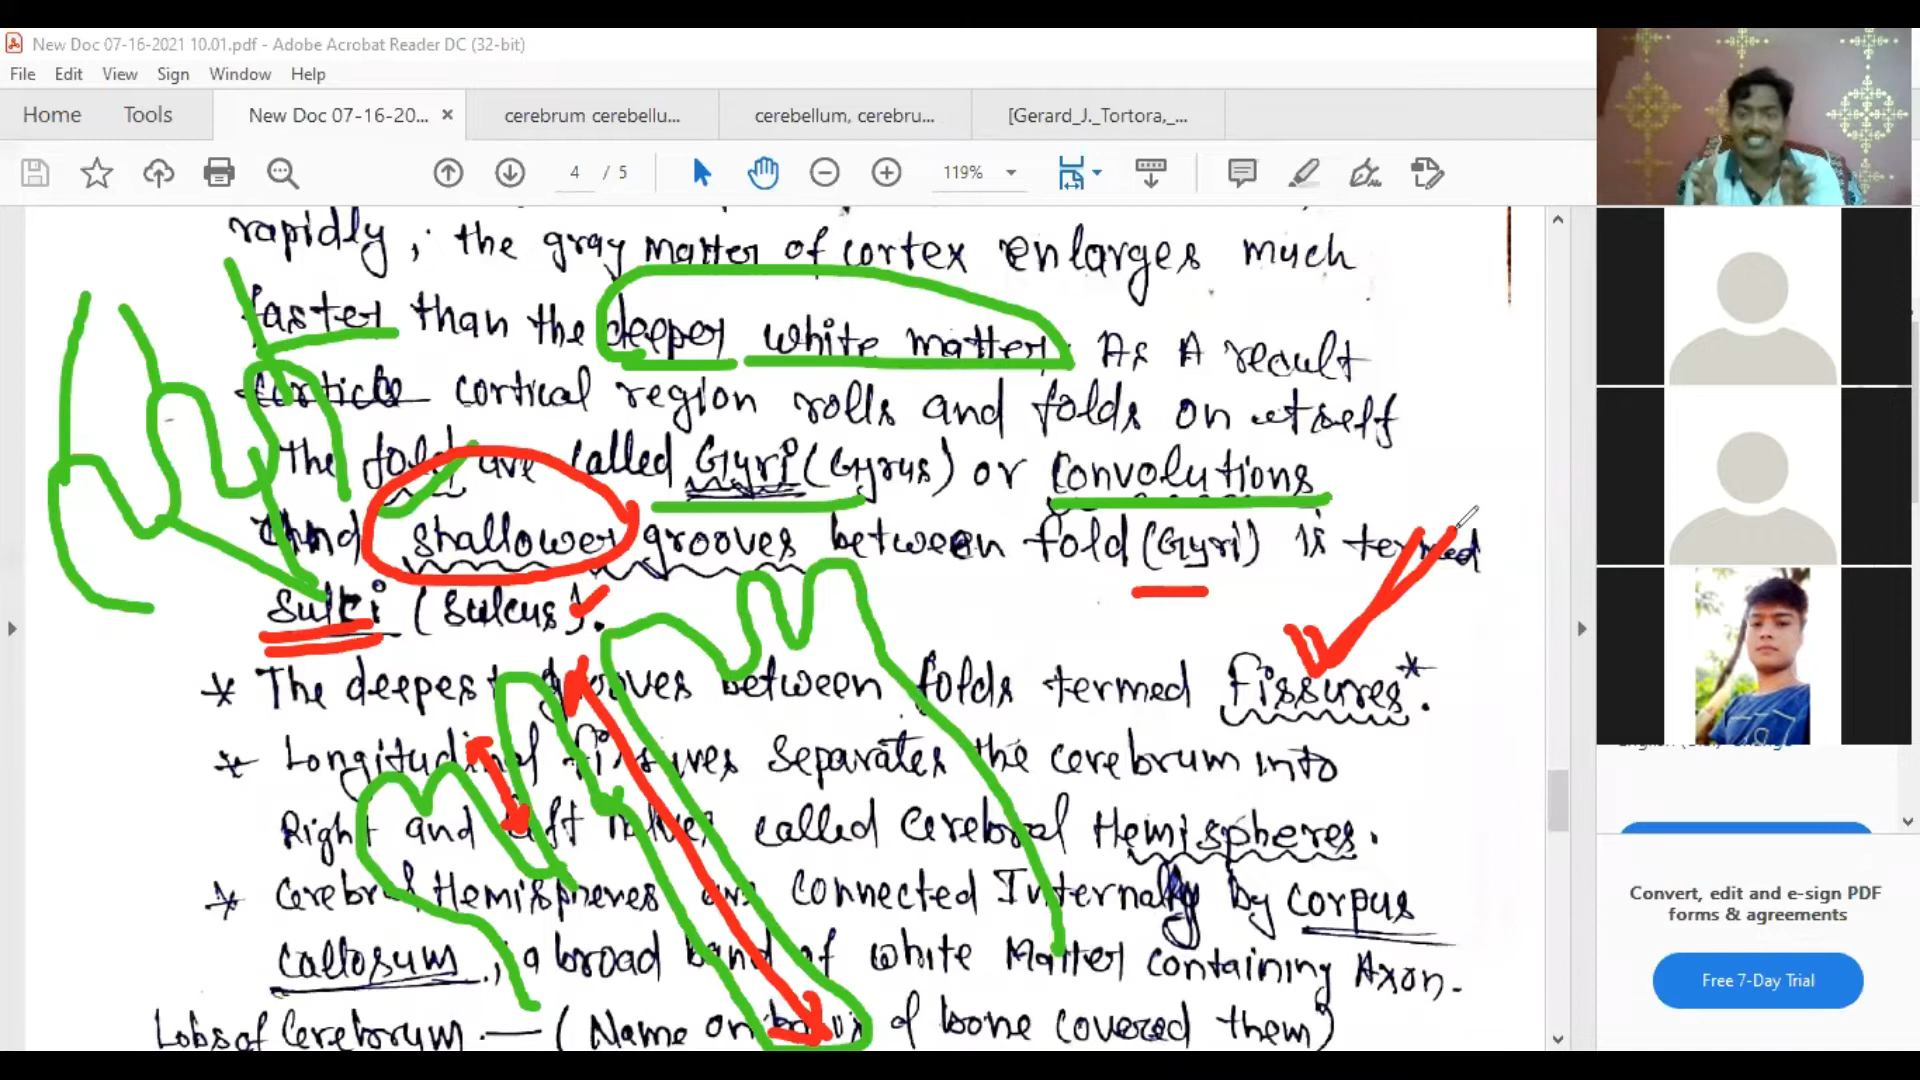 New Doc 07-16-2021 10.01.pdf - Adobe Acrobat Reader DC (32-bit)
File Edit View Sign Window Help
Home Tools New Doc 07-16-20... × cerebrum cerebellu... cerebellum, cerebru... [Gerard_J._Tortora,_...
4 / 5 119%
rapidly, the gray matter of cortex enlarges much
faster than the deeper white matter. As A result
cortical region rolls and folds on itself
The fold are called Gyri (Gyrus) or convolutions
and shallower grooves between fold (Gyri) is termed
Sulci (Sulcus).
* The deepest grooves between folds termed fissures*.
* Longitudinal fissures separates the cerebrum into
Right and left halves called cerebral Hemispheres.
* Cerebral Hemispheres are connected Internally by corpus
callosum, a broad band of white Matter containing Axon.
Lobs of Cerebrum — (Name on basis of bone covered them)
Convert, edit and e-sign PDF
forms & agreements
Free 7-Day Trial